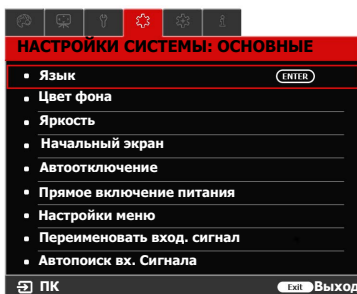 НАСТРОЙКИ СИСТЕМЫ: ОСНОВНЫЕ
Язык ENTER
Цвет фона
Яркость
Начальный экран
Автоотключение
Прямое включение питания
Настройки меню
Переименовать вход. сигнал
Автопоиск вх. Сигнала
ПК Exit Выход